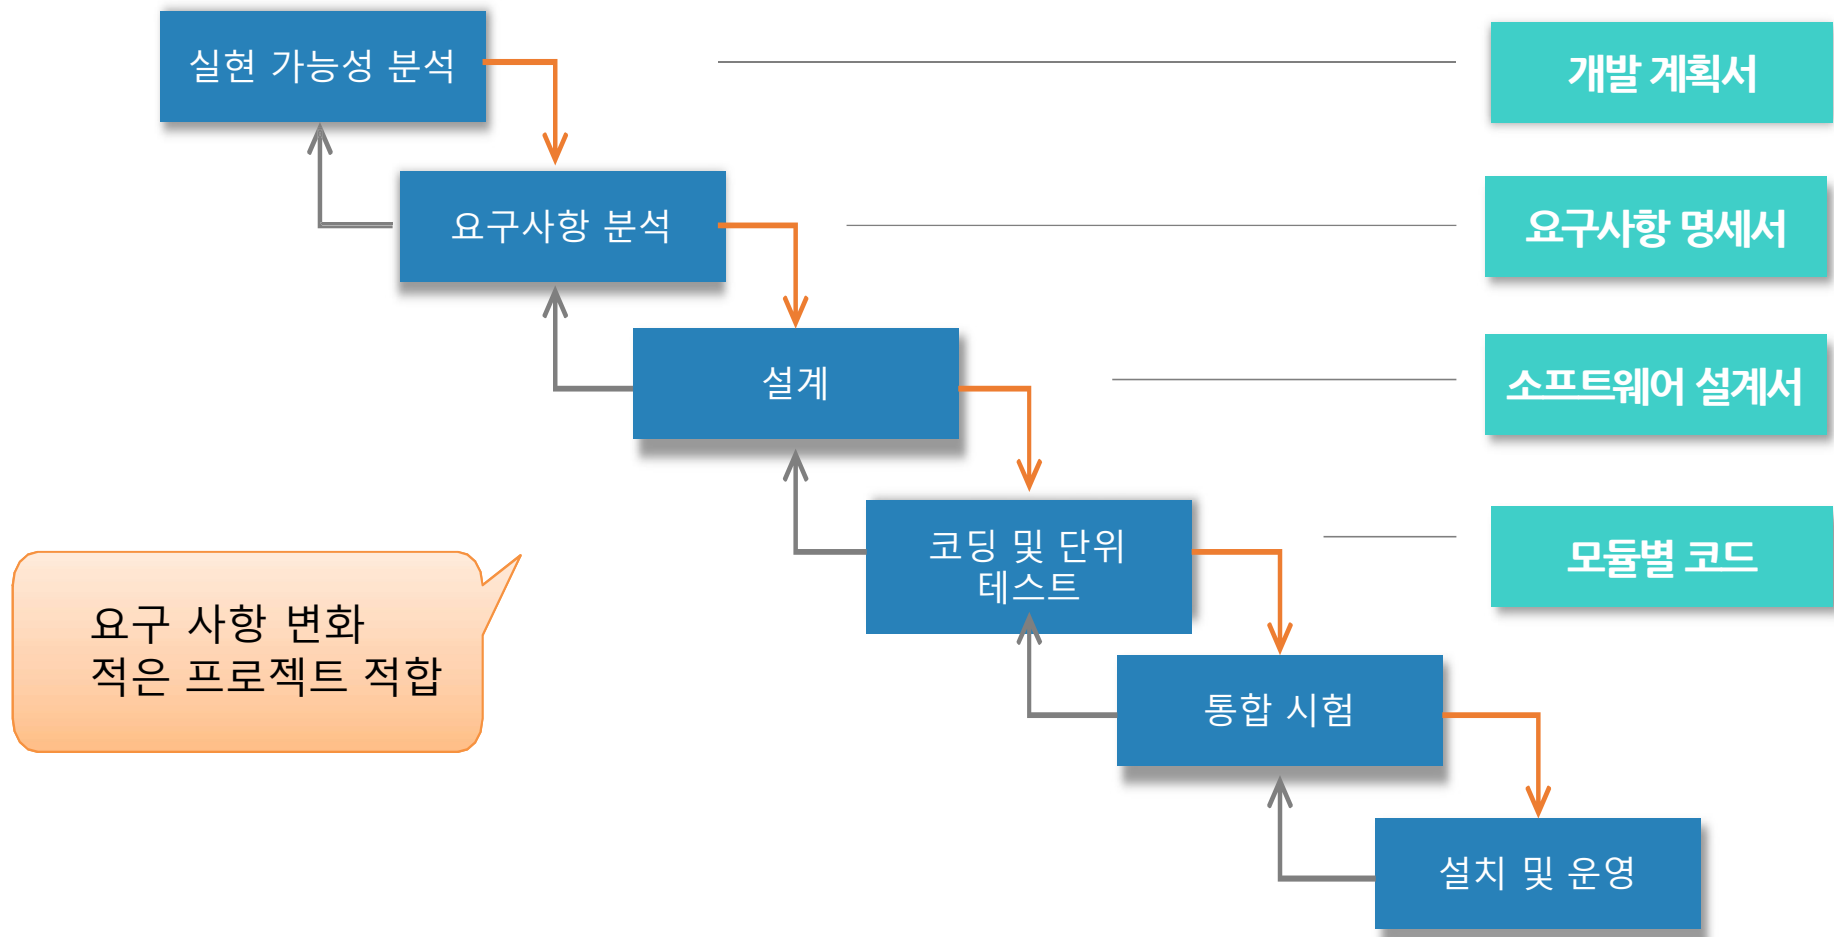 실현 가능성 분석
개발 계획서
요구사항 분석
요구사항 명세서
설계
소프트웨어 설계서
코딩 및 단위
테스트
모듈별 코드
요구 사항 변화
적은 프로젝트 적합
통합 시험
설치 및 운영